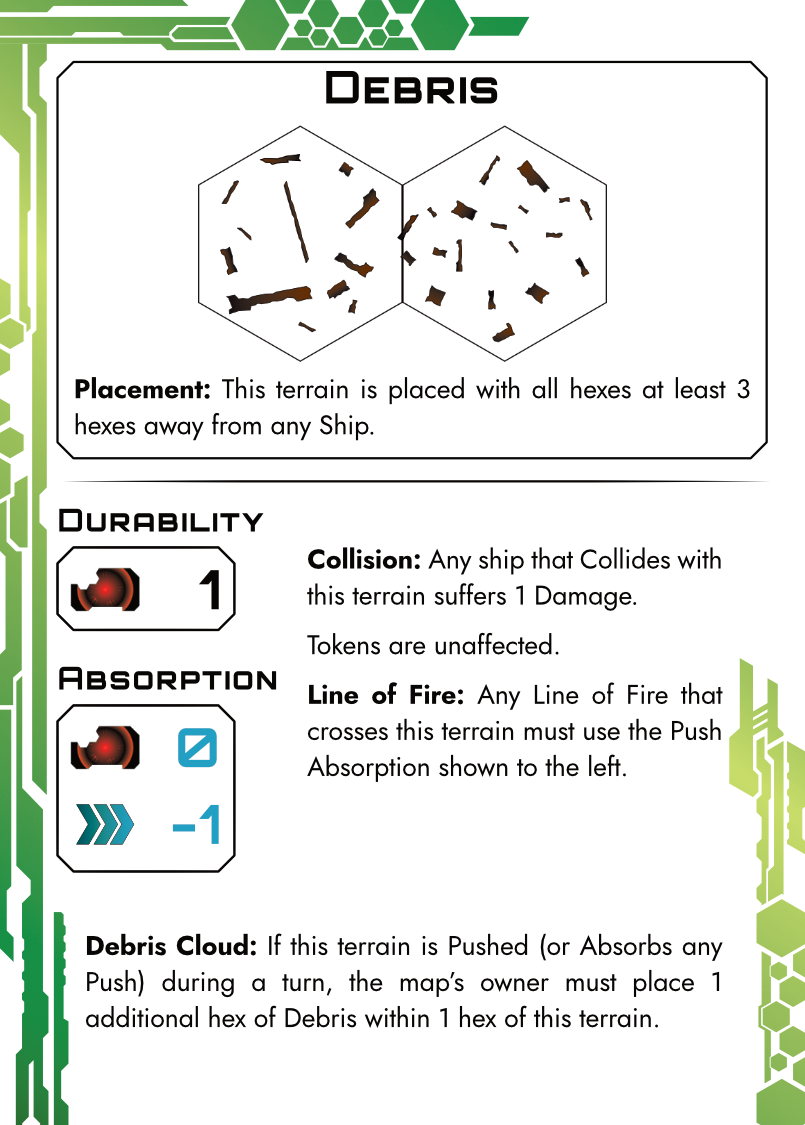 DEBRIS
Placement: This terrain is placed with all hexes at least 3
hexes away from any Ship.
DURABILITY
1
Collision: Any ship that Collides with
this terrain suffers 1 Damage.
Tokens are unaffected.
ABSORPTION
0
-1
Line of Fire: Any Line of Fire that
crosses this terrain must use the Push
Absorption shown to the left.
Debris Cloud: If this terrain is Pushed (or Absorbs any
Push) during a turn, the map's owner must place 1
additional hex of Debris within 1 hex of this terrain.